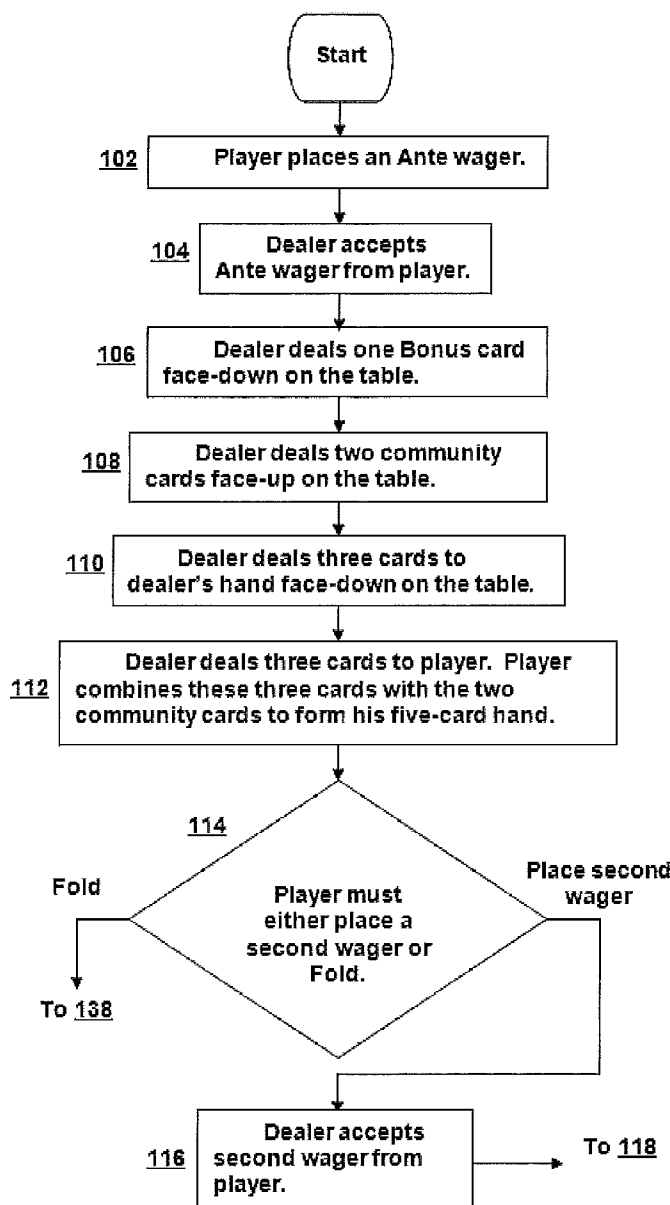 Start
102
Player places an Ante wager.
104
Dealer accepts
Ante wager from player.
106
Dealer deals one Bonus card
face-down on the table.
108
Dealer deals two community
cards face-up on the table.
110
Dealer deals three cards to
dealer's hand face-down on the table.
112
Dealer deals three cards to player. Player
combines these three cards with the two
community cards to form his five-card hand.
114
Fold
Place second
wager
Player must
either place a
second wager or
Fold.
To 138
116
Dealer accepts
second wager from
player.
To 118